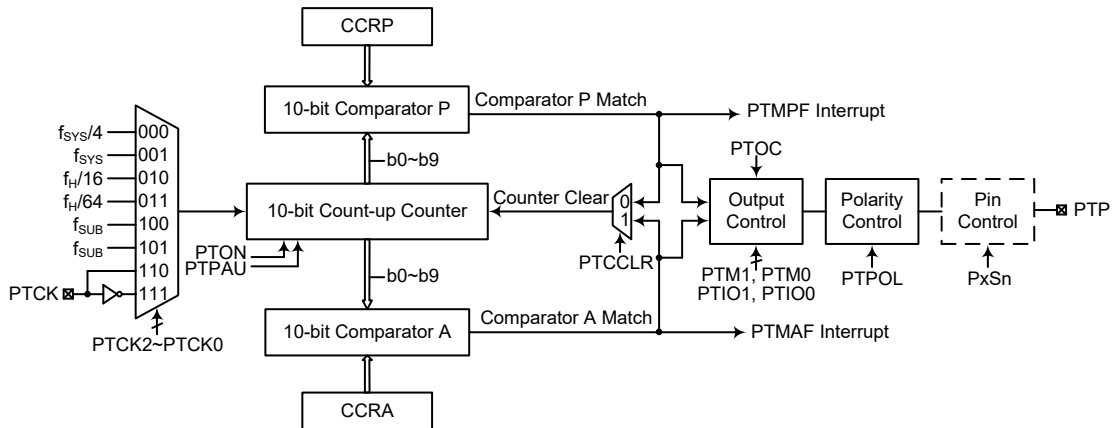 CCRP
10-bit Comparator P
Comparator P Match
PTMPF Interrupt
b0~b9
fSYS/4
000
fSYS
001
fH/16
010
fH/64
011
fSUB
100
fSUB
101
110
111
PTCK
PTCK2~PTCK0
10-bit Count-up Counter
PTON
PTPAU
Counter Clear
0
1
PTCCLR
PTOC
Output
Control
PTM1, PTM0
PTIO1, PTIO0
Polarity
Control
PTPOL
Pin
Control
PxSn
PTP
b0~b9
10-bit Comparator A
Comparator A Match
PTMAF Interrupt
CCRA